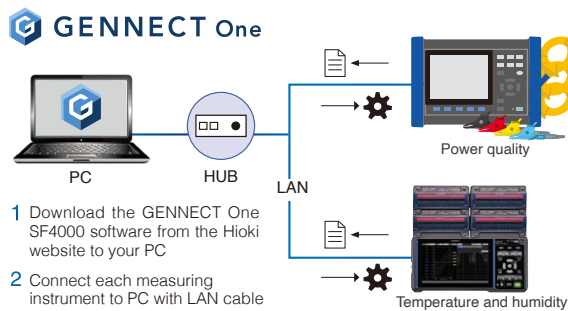 GENNECT One
PC
HUB
LAN
Power quality
Temperature and humidity
1 Download the GENNECT One
SF4000 software from the Hioki
website to your PC
2 Connect each measuring
instrument to PC with LAN cable